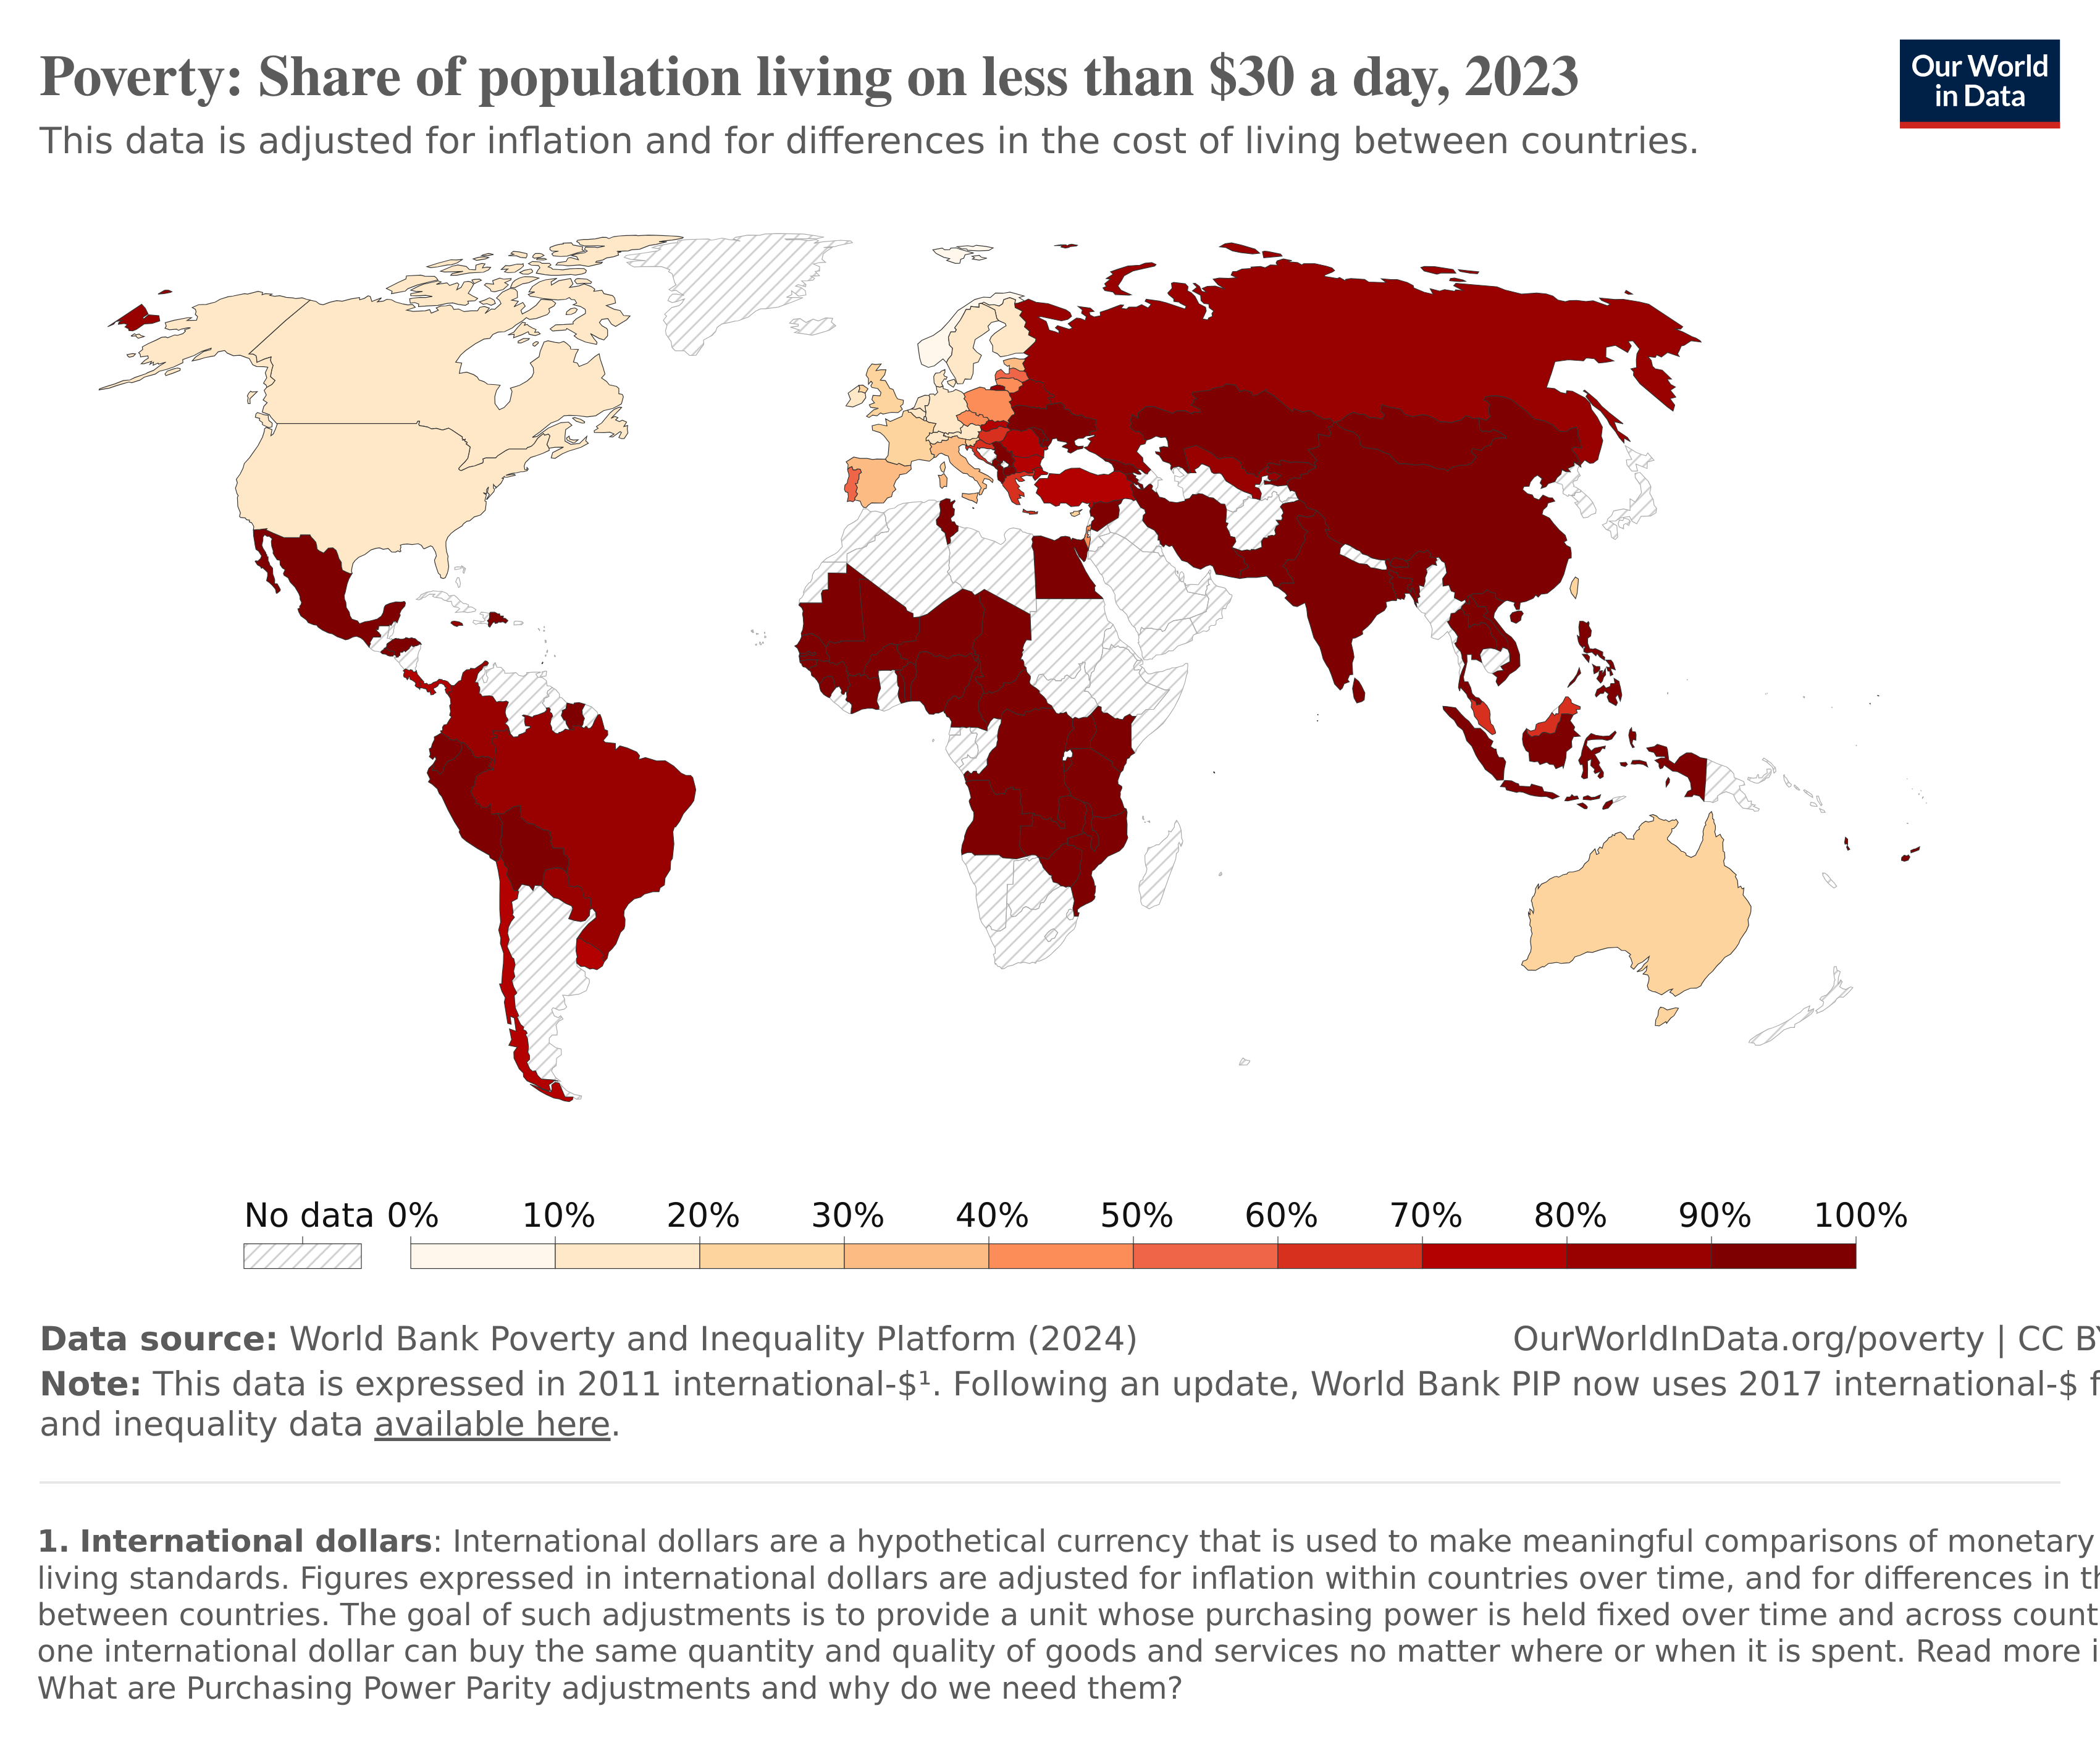 Poverty: Share of population living on less than $30 a day, 2023
Our World
in Data
This data is adjusted for inflation and for differences in the cost of living between countries.
No data 0% 10% 20% 30% 40% 50% 60% 70% 80% 90% 100%
Data source: World Bank Poverty and Inequality Platform (2024) OurWorldInData.org/poverty | CC
Note: This data is expressed in 2011 international-$¹. Following an update, World Bank PIP now uses 2017 international-$
and inequality data available here.
1. International dollars: International dollars are a hypothetical currency that is used to make meaningful comparisons of monetary
living standards. Figures expressed in international dollars are adjusted for inflation within countries over time, and for differences in
between countries. The goal of such adjustments is to provide a unit whose purchasing power is held fixed over time and across
one international dollar can buy the same quantity and quality of goods and services no matter where or when it is spent. Read more
What are Purchasing Power Parity adjustments and why do we need them?